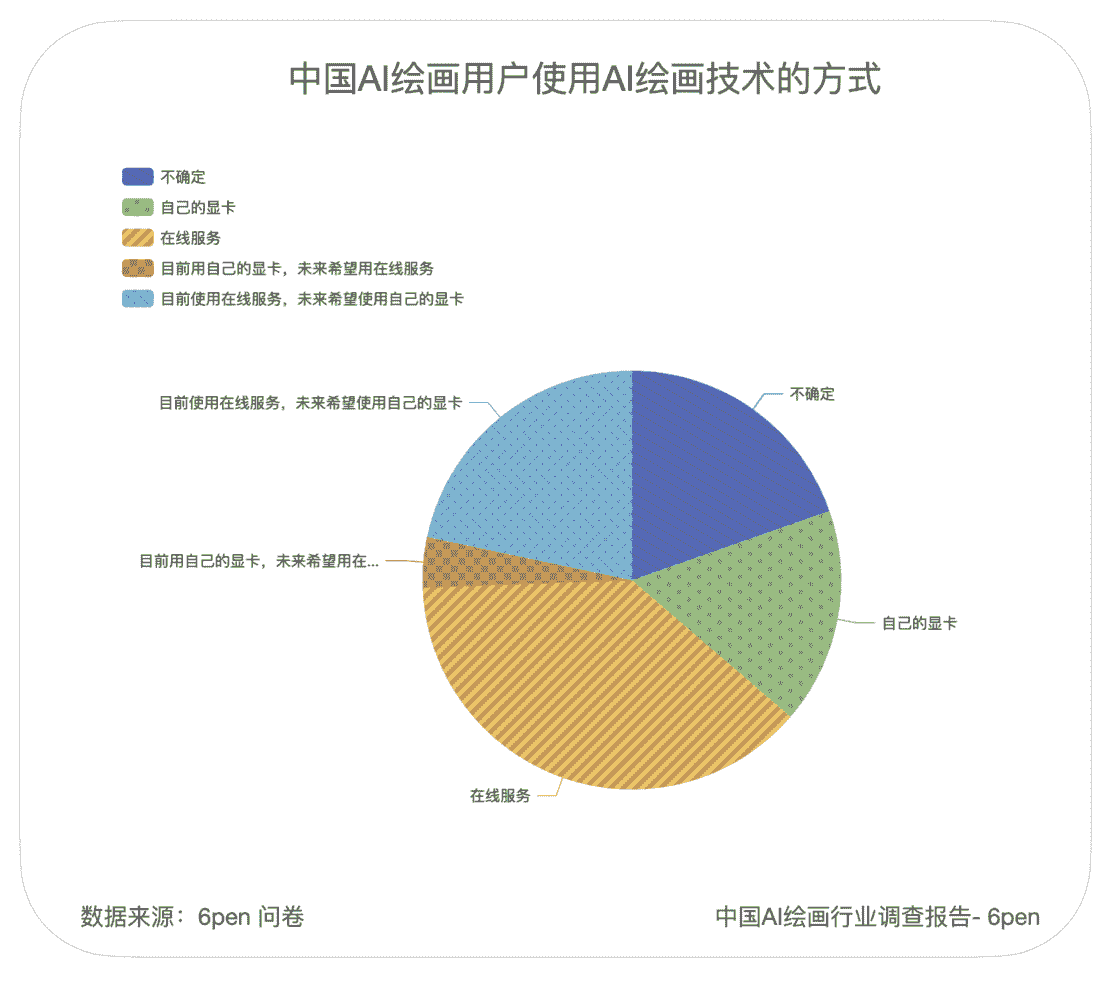 中国AI绘画用户使用AI绘画技术的方式
不确定
自己的显卡
在线服务
目前用自己的显卡，未来希望用在线服务
目前使用在线服务，未来希望使用自己的显卡
目前使用在线服务，未来希望使用自己的显卡
不确定
目前用自己的显卡，未来希望用在...
自己的显卡
在线服务
数据来源：6pen 问卷
中国AI绘画行业调查报告- 6pen